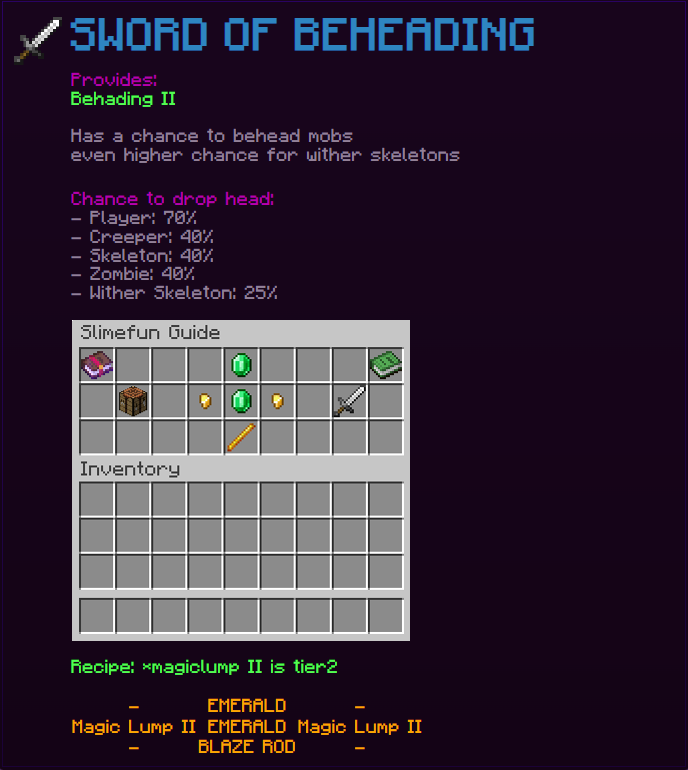 SWORD OF BEHEADING
Provides:
Behading II
Has a chance to behead mobs
even higher chance for wither skeletons
Chance to drop head:
- Player: 70%
- Creeper: 40%
- Skeleton: 40%
- Zombie: 40%
- Wither Skeleton: 25%
Slimefun Guide
Inventory
Recipe: *magiclump II is tier2
- EMERALD -
Magic Lump II EMERALD Magic Lump II
- BLAZE ROD -